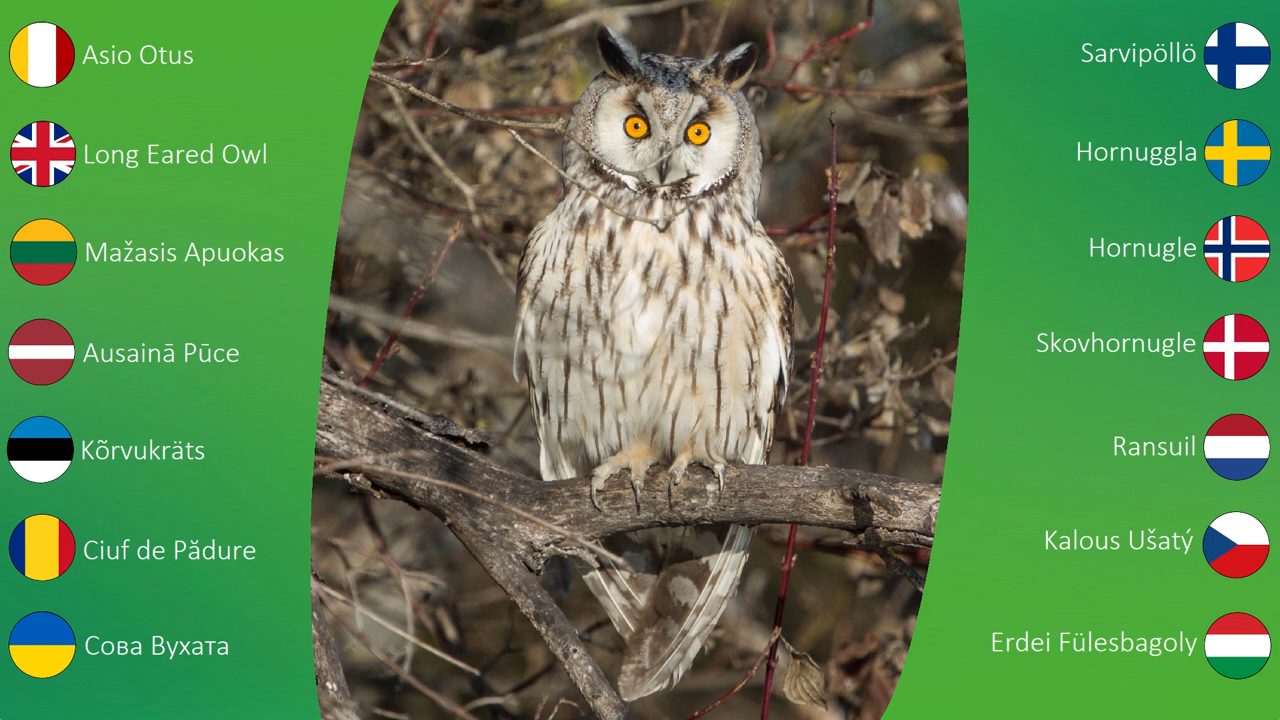 Asio Otus
Long Eared Owl
Mažasis Apuokas
Ausainā Pūce
Kõrvukräts
Ciuf de Pădure
Сова Вухата
Sarvipöllö
Hornuggla
Hornugle
Skovhornugle
Ransuil
Kalous Ušatý
Erdei Fülesbagoly